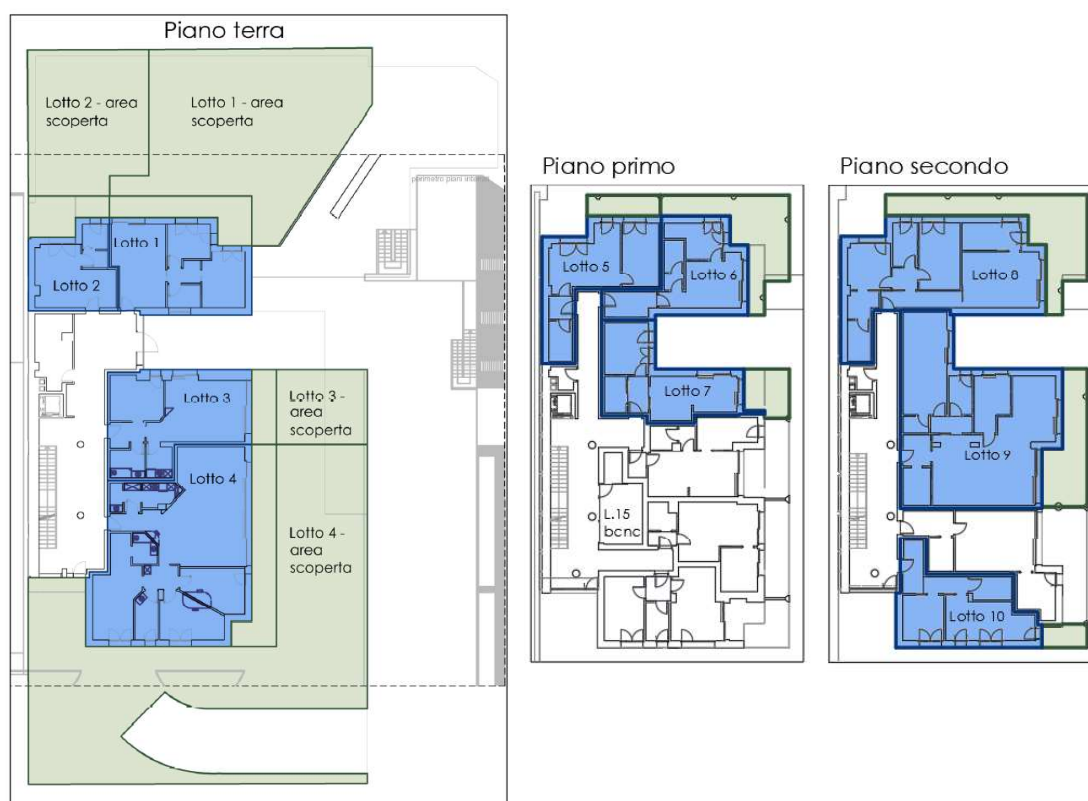 Piano terra
Lotto 2 - area
scoperta
Lotto 1 - area
scoperta
perimetro piani interrati
Lotto 1
Lotto 2
Lotto 3
Lotto 3 -
area
scoperta
Lotto 4
Lotto 4 -
area
scoperta
Piano primo
Lotto 5
Lotto 6
Lotto 7
L.15
bcnc
Piano secondo
Lotto 8
Lotto 9
Lotto 10